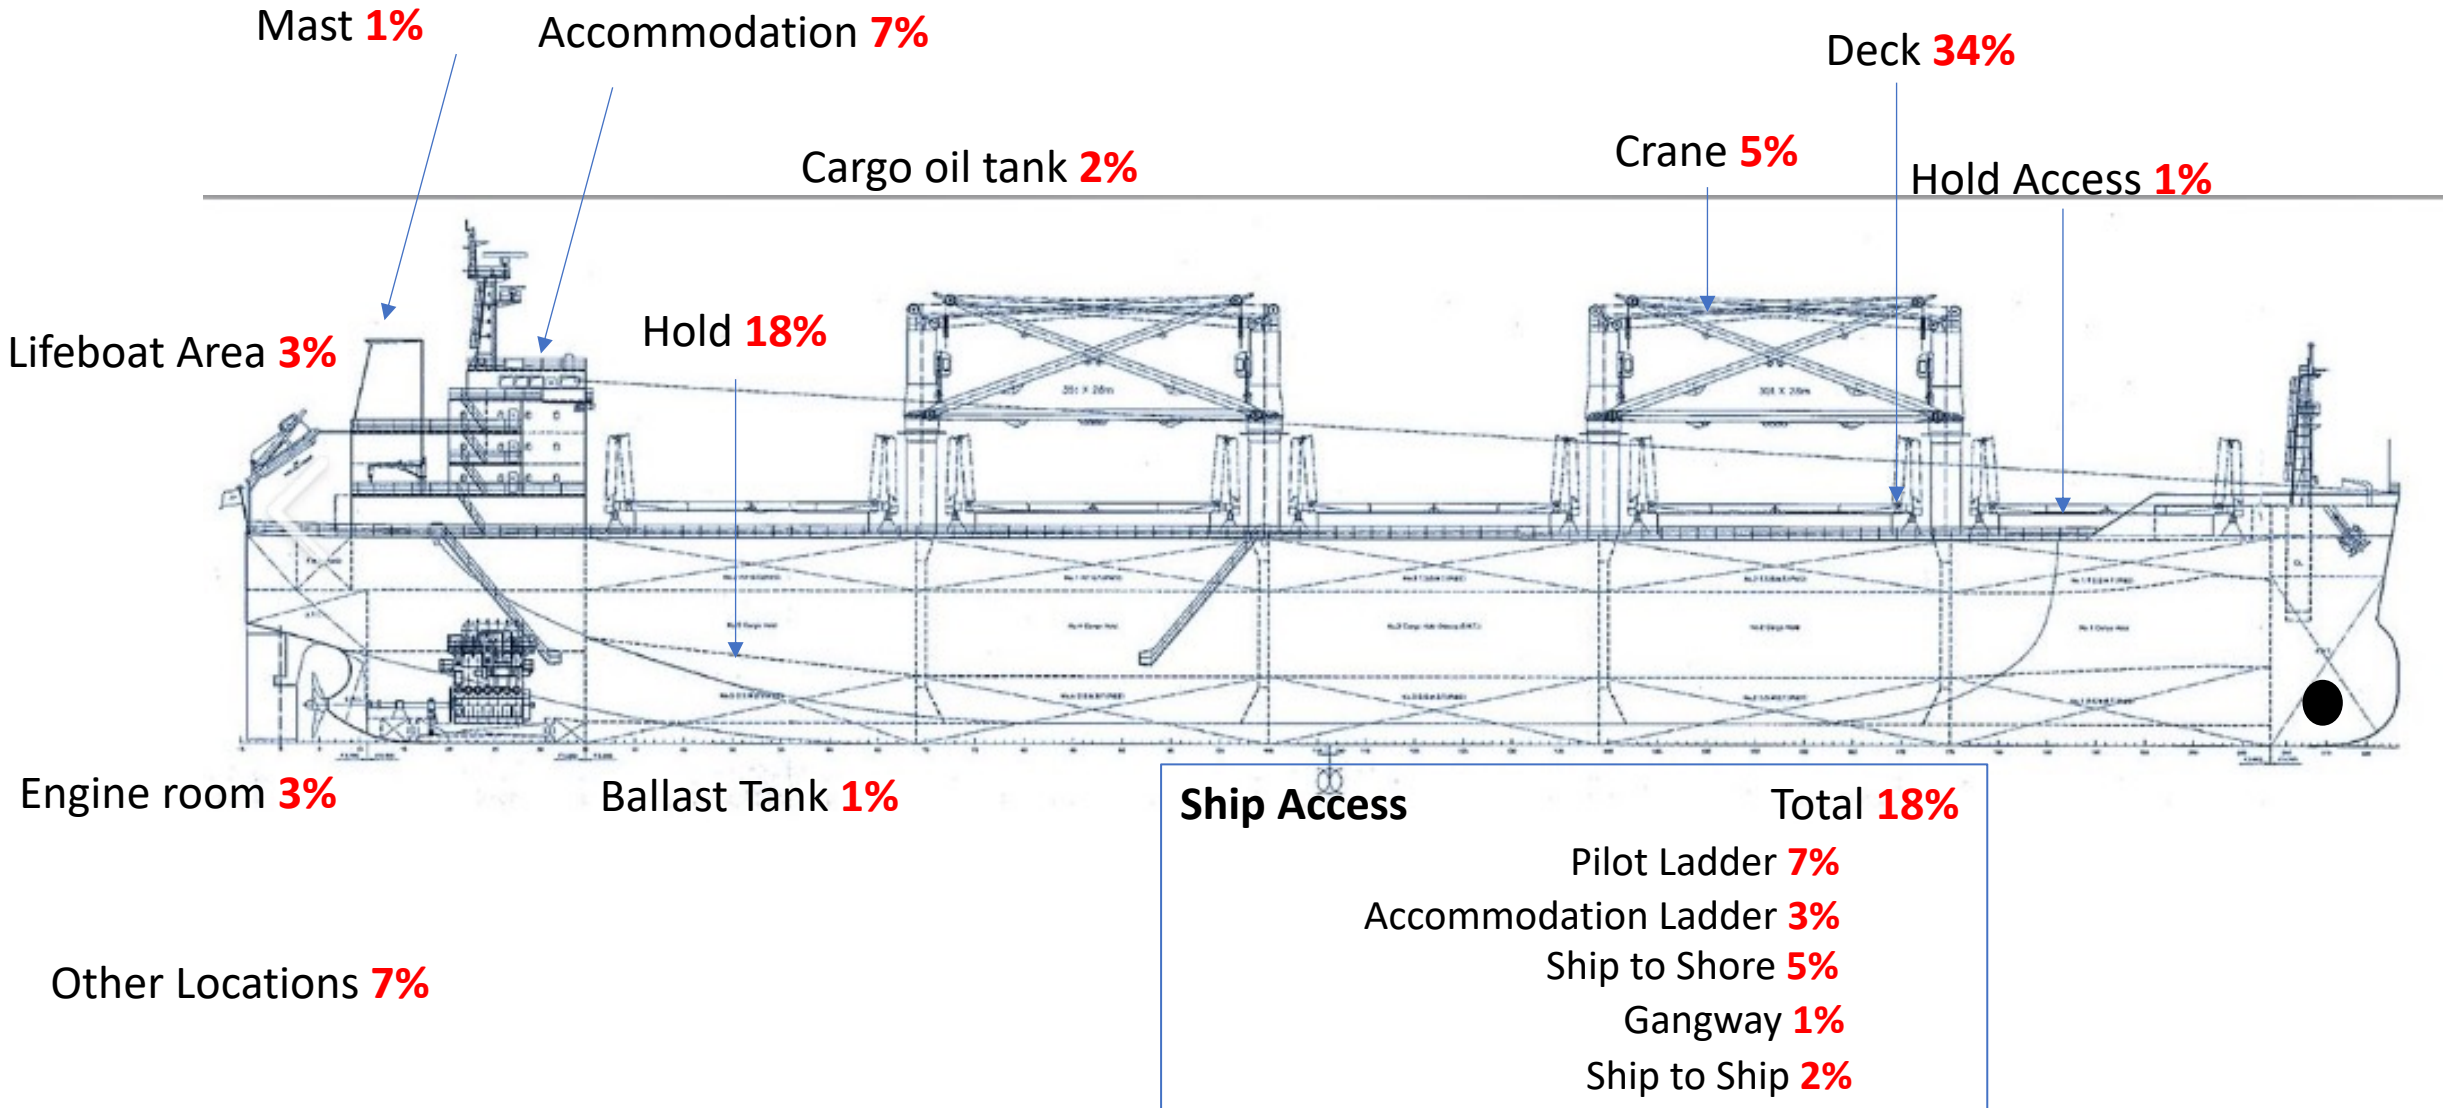 Mast 1%
Accommodation 7%
Deck 34%
Crane 5%
Cargo oil tank 2%
Hold Access 1%
Hold 18%
Lifeboat Area 3%
Engine room 3%
Ballast Tank 1%
Ship Access Total 18%
Pilot Ladder 7%
Accommodation Ladder 3%
Ship to Shore 5%
Gangway 1%
Ship to Ship 2%
Other Locations 7%